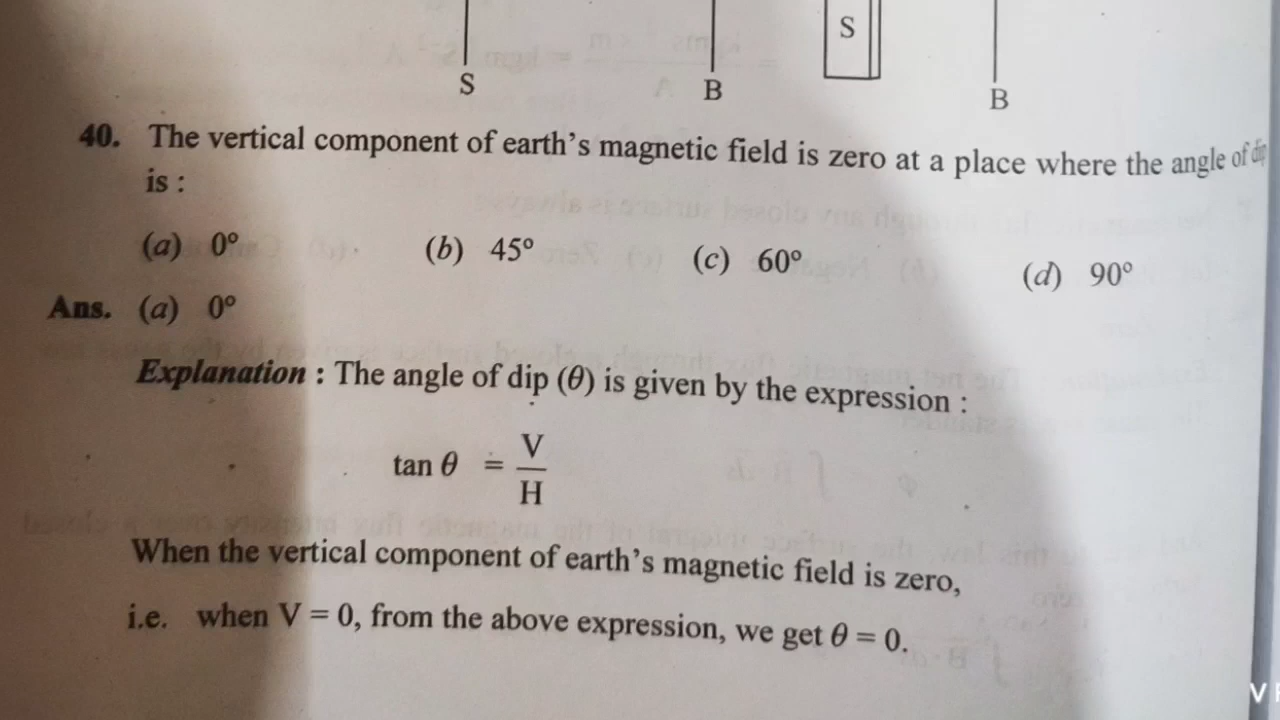 S B S B
40. The vertical component of earth's magnetic field is zero at a place where the angle of dip
is :
(a) 0° (b) 45° (c) 60° (d) 90°
Ans. (a) 0°
Explanation : The angle of dip (θ) is given by the expression :
tan θ = V/H
When the vertical component of earth's magnetic field is zero,
i.e. when V = 0, from the above expression, we get θ = 0.
V